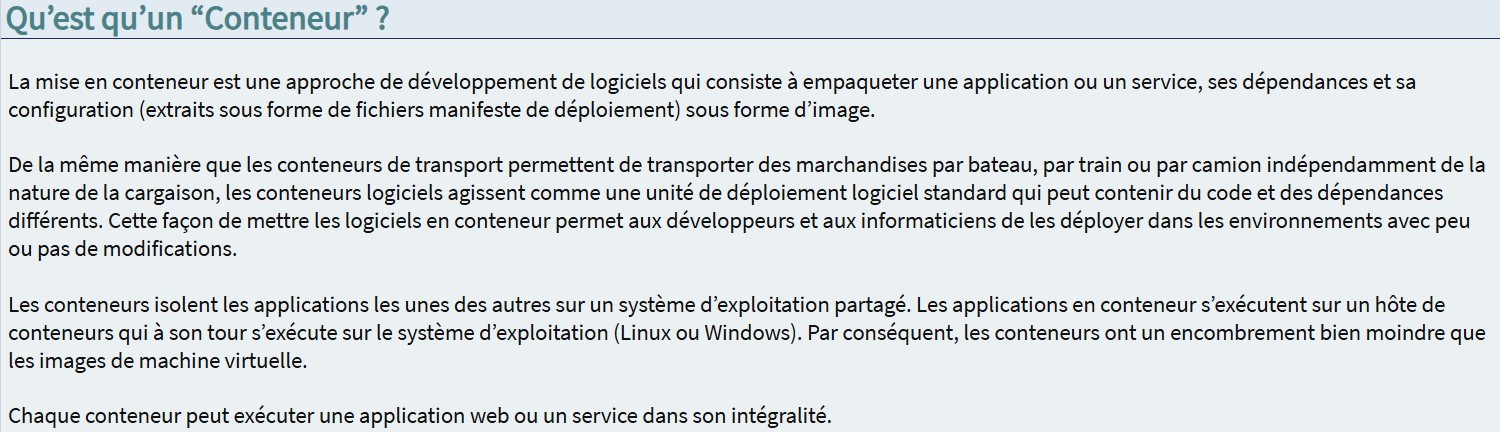 Qu’est qu’un “Conteneur” ?
La mise en conteneur est une approche de développement de logiciels qui consiste à empaqueter une application ou un service, ses dépendances et sa
configuration (extraits sous forme de fichiers manifeste de déploiement) sous forme d’image.
De la même manière que les conteneurs de transport permettent de transporter des marchandises par bateau, par train ou par camion indépendamment de la
nature de la cargaison, les conteneurs logiciels agissent comme une unité de déploiement logiciel standard qui peut contenir du code et des dépendances
différents. Cette façon de mettre les logiciels en conteneur permet aux développeurs et aux informaticiens de les déployer dans les environnements avec peu
ou pas de modifications.
Les conteneurs isolent les applications les unes des autres sur un système d’exploitation partagé. Les applications en conteneur s’exécutent sur un hôte de
conteneurs qui à son tour s’exécute sur le système d’exploitation (Linux ou Windows). Par conséquent, les conteneurs ont un encombrement bien moindre que
les images de machine virtuelle.
Chaque conteneur peut exécuter une application web ou un service dans son intégralité.